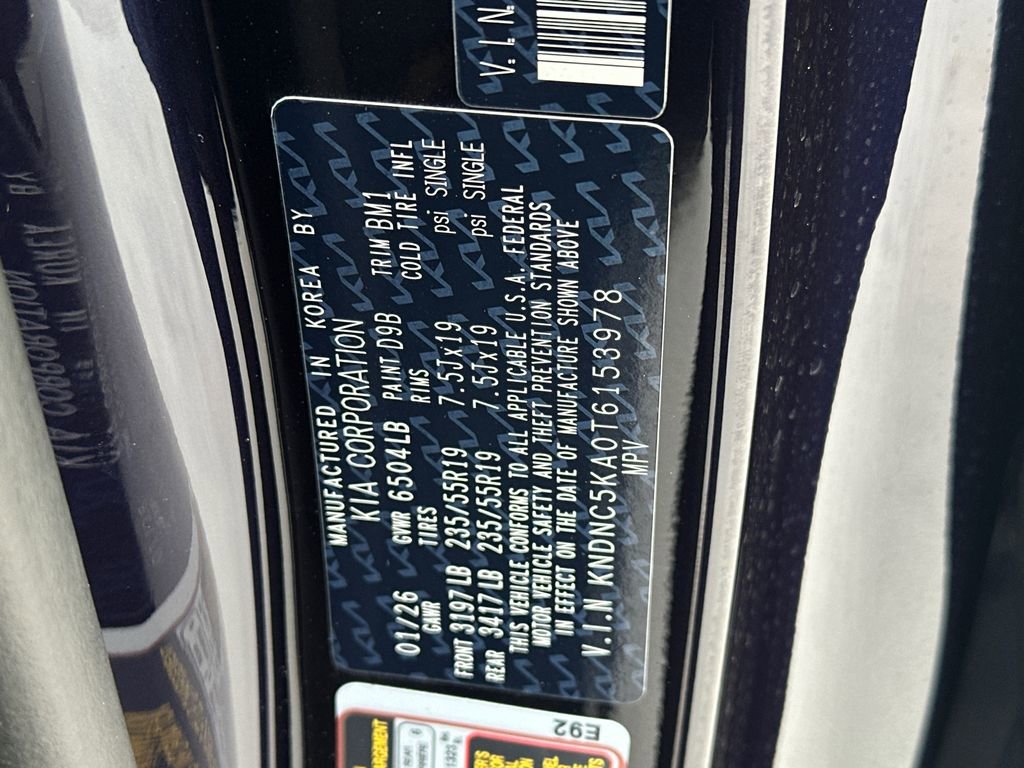 MANUFACTURED IN KOREA BY
KIA CORPORATION
01/26 GVWR 6504LB PAINT D9B TRIM BM1
GAWR TIRES RIMS COLD TIRE INFL
FRONT 3197LB 235/55R19 7.5Jx19 psi SINGLE
REAR 3417LB 235/55R19 7.5Jx19 psi SINGLE
THIS VEHICLE CONFORMS TO ALL APPLICABLE U.S.A. FEDERAL
MOTOR VEHICLE SAFETY AND THEFT PREVENTION STANDARDS
IN EFFECT ON THE DATE OF MANUFACTURE SHOWN ABOVE
V.I.N KNDNC5KA0T6153978
MPV
V.I.N.
E92